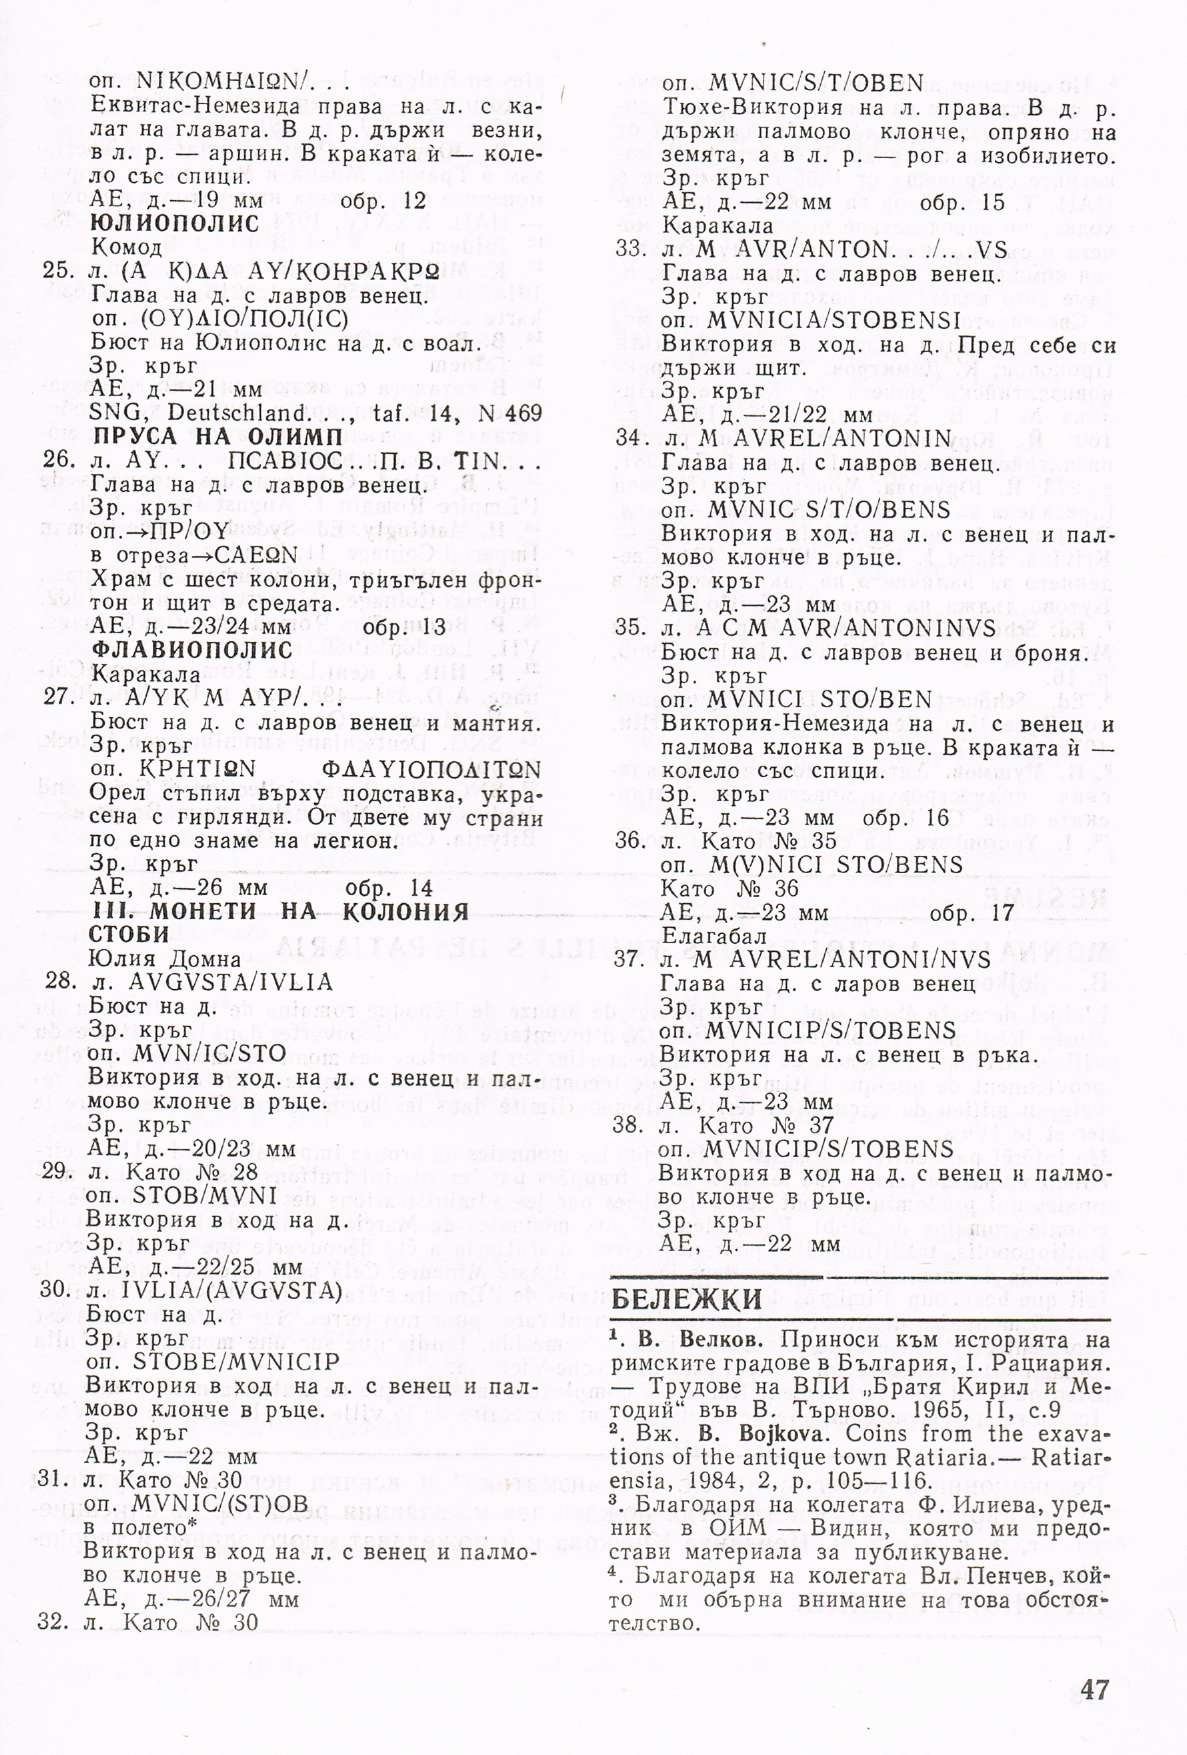 оп. NIKOMHΔIΩN/. . .
Еквитас-Немезида права на л. с ка-
лат на главата. В д. р. държи везни,
в л. р. — аршин. В краката ѝ — коле-
ло със спици.
АЕ, д.—19 мм обр. 12
ЮЛИОПОЛИС
Комод
25. л. (A K)ΛA AY/KOHPAKPΩ
Глава на д. с лавров венец.
оп. (OY)ΛIO/ПОЛ(IC)
Бюст на Юлиополис на д. с воал.
Зр. кръг
АЕ, д.—21 мм
SNG, Deutschland...., taf. 14, N 469
ПРУСА НА ОЛИМП
26. л. AY. . . ПCABIOC...П. В. TIN. . .
Глава на д. с лавров венец.
Зр. кръг
оп.→ПР/OY
в отреза→CAEΩN
Храм с шест колони, триъгълен фрон-
тон и щит в средата.
АЕ, д.—23/24 мм обр. 13
ФЛАВИОПОЛИС
Каракала
27. л. A/YK M AYP/. . .
Бюст на д. с лавров венец и мантия.
Зр. кръг
оп. KPHTIΩN ФΛAYIOПOΛITΩN
Орел стъпил върху подставка, укра-
сена с гирлянди. От двете му страни
по едно знаме на легион.
Зр. кръг
АЕ, д.—26 мм обр. 14
III. МОНЕТИ НА КОЛОНИЯ
СТОБИ
Юлия Домна
28. л. AVGVSTA/IVLIA
Бюст на д.
Зр. кръг
оп. MVN/IC/STO
Виктория в ход. на л. с венец и пал-
мово клонче в ръце.
Зр. кръг
АЕ, д.—20/23 мм
29. л. Като № 28
оп. STOB/MVNI
Виктория в ход на д.
Зр. кръг
АЕ, д.—22/25 мм
30. л. IVLIA/(AVGVSTA)
Бюст на д.
Зр. кръг
оп. STOBE/MVNICIP
Виктория в ход на л. с венец и пал-
мово клонче в ръце.
Зр. кръг
АЕ, д.—22 мм
31. л. Като № 30
оп. MVNIC/(ST)OB
в полето*
Виктория в ход на л. с венец и палмо-
во клонче в ръце.
АЕ, д.—26/27 мм
32. л. Като № 30
оп. MVNIC/S/T/OBEN
Тюхе-Виктория на л. права. В д. р.
държи палмово клонче, опряно на
земята, а в л. р. — рог а изобилието.
Зр. кръг
АЕ, д.—22 мм обр. 15
Каракала
33. л. M AVR/ANTON.. ./... VS
Глава на д. с лавров венец.
Зр. кръг
оп. MVNICIA/STOBENSI
Виктория в ход. на д. Пред себе си
държи щит.
Зр. кръг
АЕ, д.—21/22 мм
34. л. M AVREL/ANTONIN
Глава на д. с лавров венец.
Зр. кръг
оп. MVNIC S/T/O/BENS
Виктория в ход. на л. с венец и пал-
мово клонче в ръце.
Зр. кръг
АЕ, д.—23 мм
35. л. A C M AVR/ANTONINVS
Бюст на д. с лавров венец и броня.
Зр. кръг
оп. MVNICI STO/BEN
Виктория-Немезида на л. с венец и
палмова клонка в ръце. В краката ѝ —
колело със спици.
Зр. кръг
АЕ, д.—23 мм обр. 16
36. л. Като № 35
оп. M(V)NICI STO/BENS
Като № 36
АЕ, д.—23 мм обр. 17
Елагабал
37. л. M AVREL/ANTONI/NVS
Глава на д. с ларов венец
Зр. кръг
оп. MVNICIP/S/TOBENS
Виктория на л. с венец в ръка.
Зр. кръг
АЕ, д.—23 мм
38. л. Като № 37
оп. MVNICIP/S/TOBENS
Виктория в ход на д. с венец и палмо-
во клонче в ръце.
Зр. кръг
АЕ, д.—22 мм
БЕЛЕЖКИ
¹. В. Велков. Приноси към историята на
римските градове в България, I. Рациария.
— Трудове на ВПИ „Братя Кирил и Ме-
тодий“ във В. Търново. 1965, II, с.9
². Вж. B. Bojkova. Coins from the exava-
tions of the antique town Ratiaria.— Ratiar-
ensia, 1984, 2, p. 105—116.
³. Благодаря на колегата Ф. Илиева, уред-
ник в ОИМ — Видин, която ми предо-
стави материала за публикуване.
⁴. Благодаря на колегата Вл. Пенчев, кой-
то ми обърна внимание на това обстоя-
телство.
47